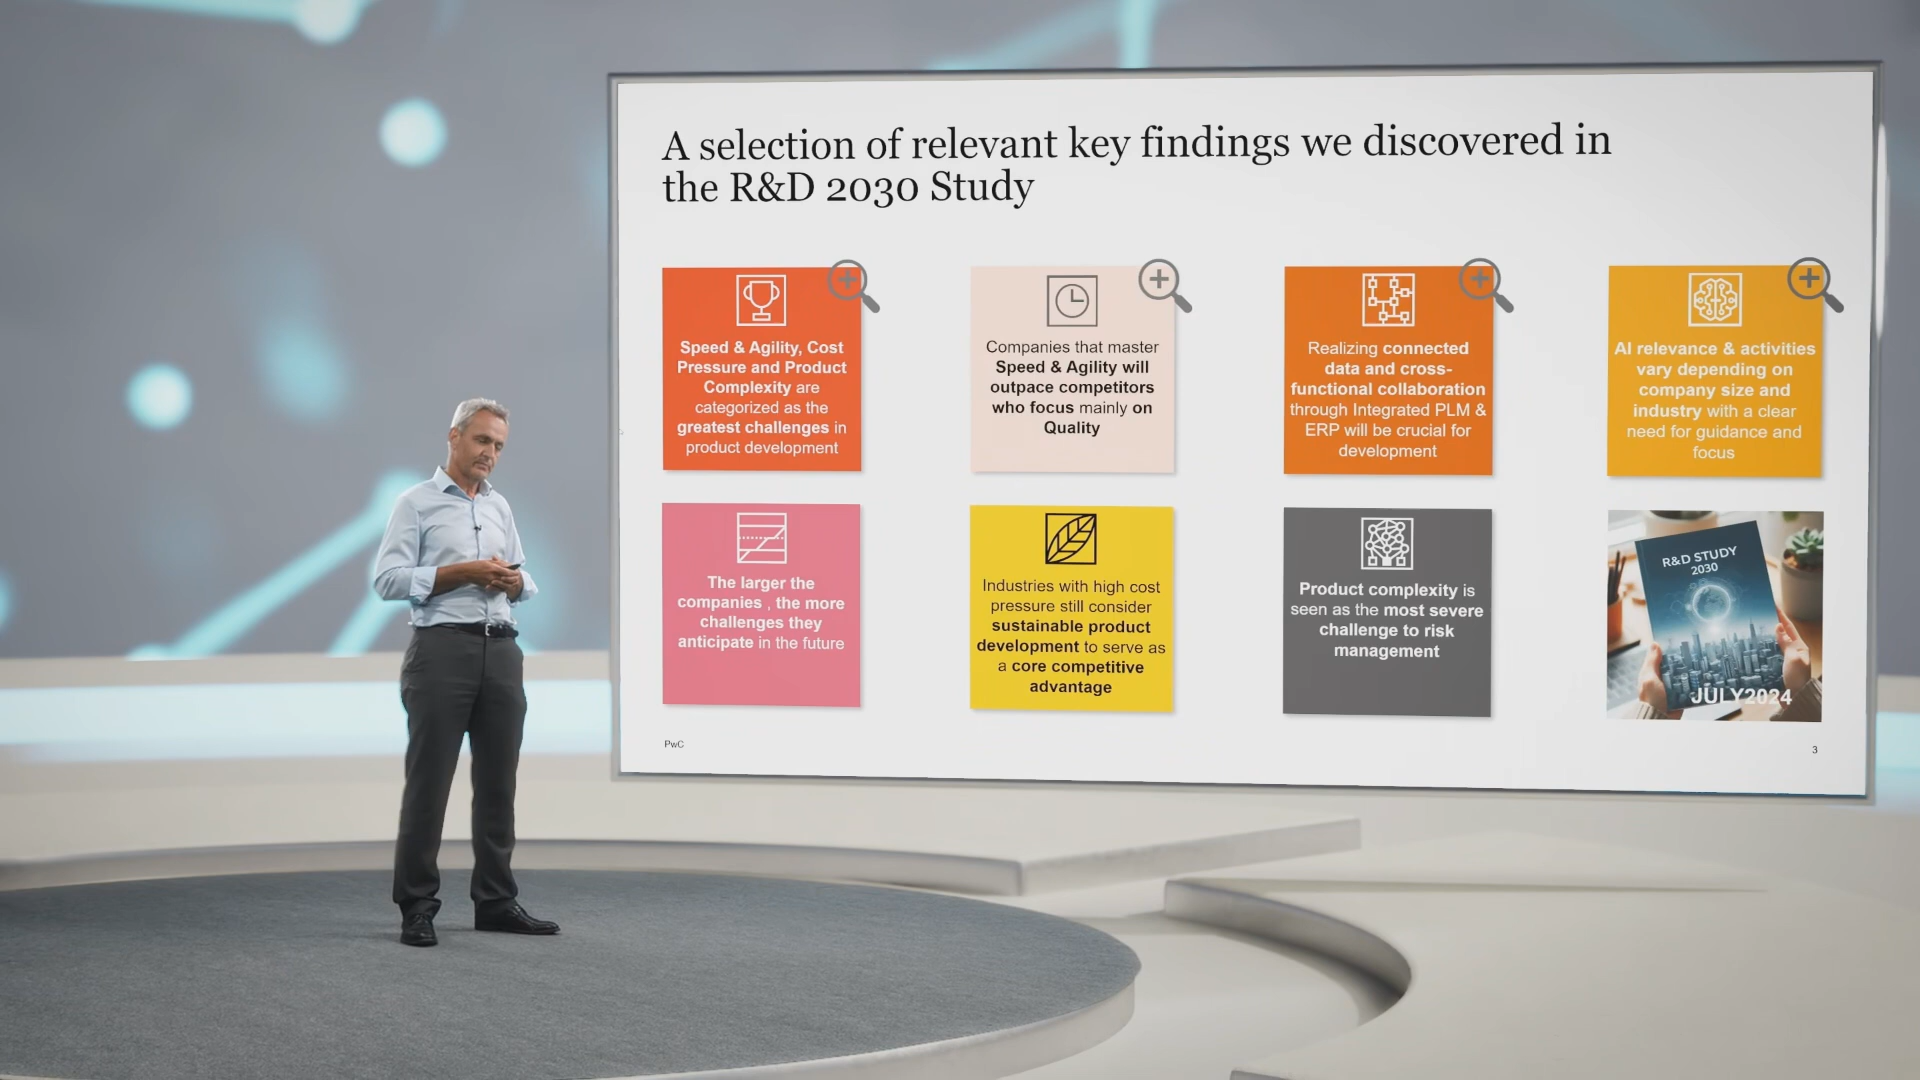 A selection of relevant key findings we discovered in
the R&D 2030 Study
Speed & Agility, Cost
Pressure and Product
Complexity are
categorized as the
greatest challenges in
product development
Companies that master
Speed & Agility will
outpace competitors
who focus mainly on
Quality
Realizing connected
data and cross-
functional collaboration
through Integrated PLM &
ERP will be crucial for
development
AI relevance & activities
vary depending on
company size and
industry with a clear
need for guidance and
focus
The larger the
companies , the more
challenges they
anticipate in the future
Industries with high cost
pressure still consider
sustainable product
development to serve as
a core competitive
advantage
Product complexity is
seen as the most severe
challenge to risk
management
R&D STUDY
2030
JULY2024
PwC
3